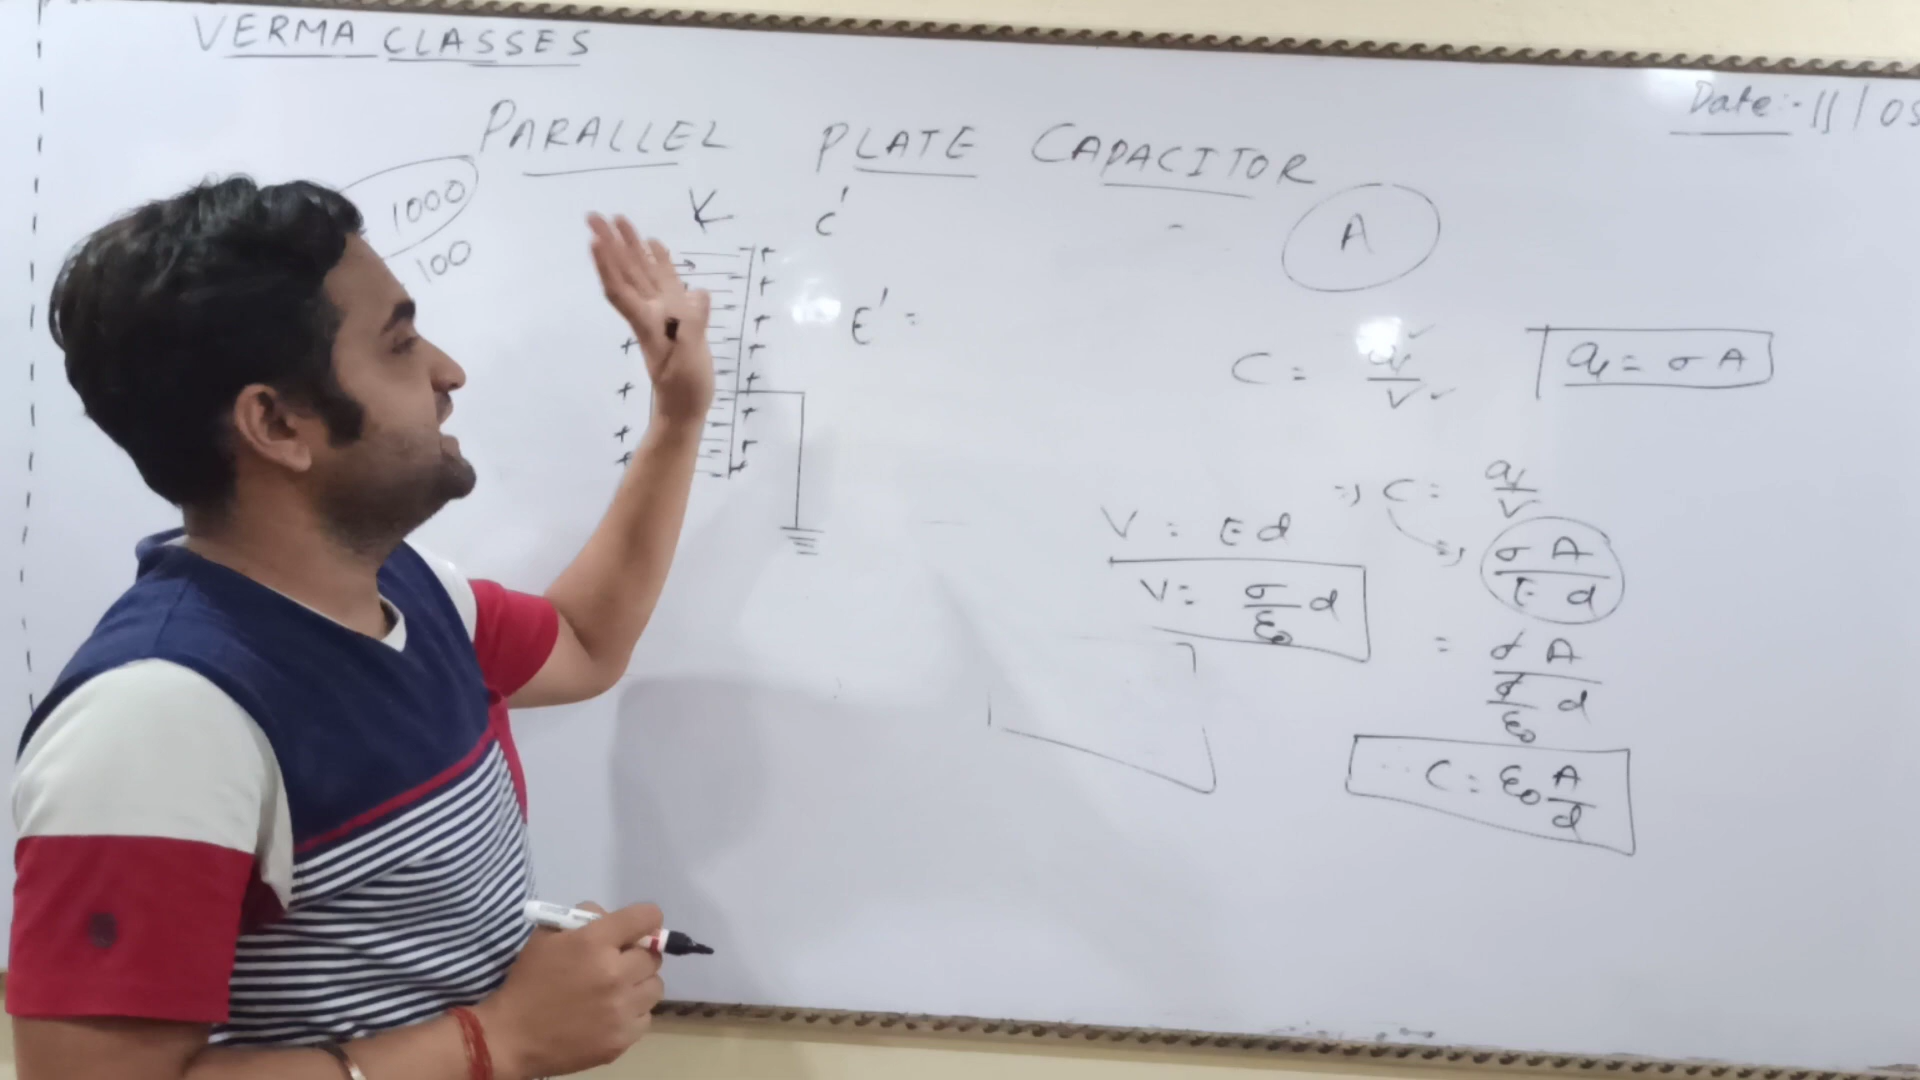 VERMA CLASSES
Date:- 11/05
PARALLEL PLATE CAPACITOR
1000
100
K
C'
E' =
A
C = q/V
q = σA
=> C = q/V
=> σA/Ed
V = Ed
V = σ/ε0 d
= σA/(σ/ε0 d)
∴ C = ε0 A/d